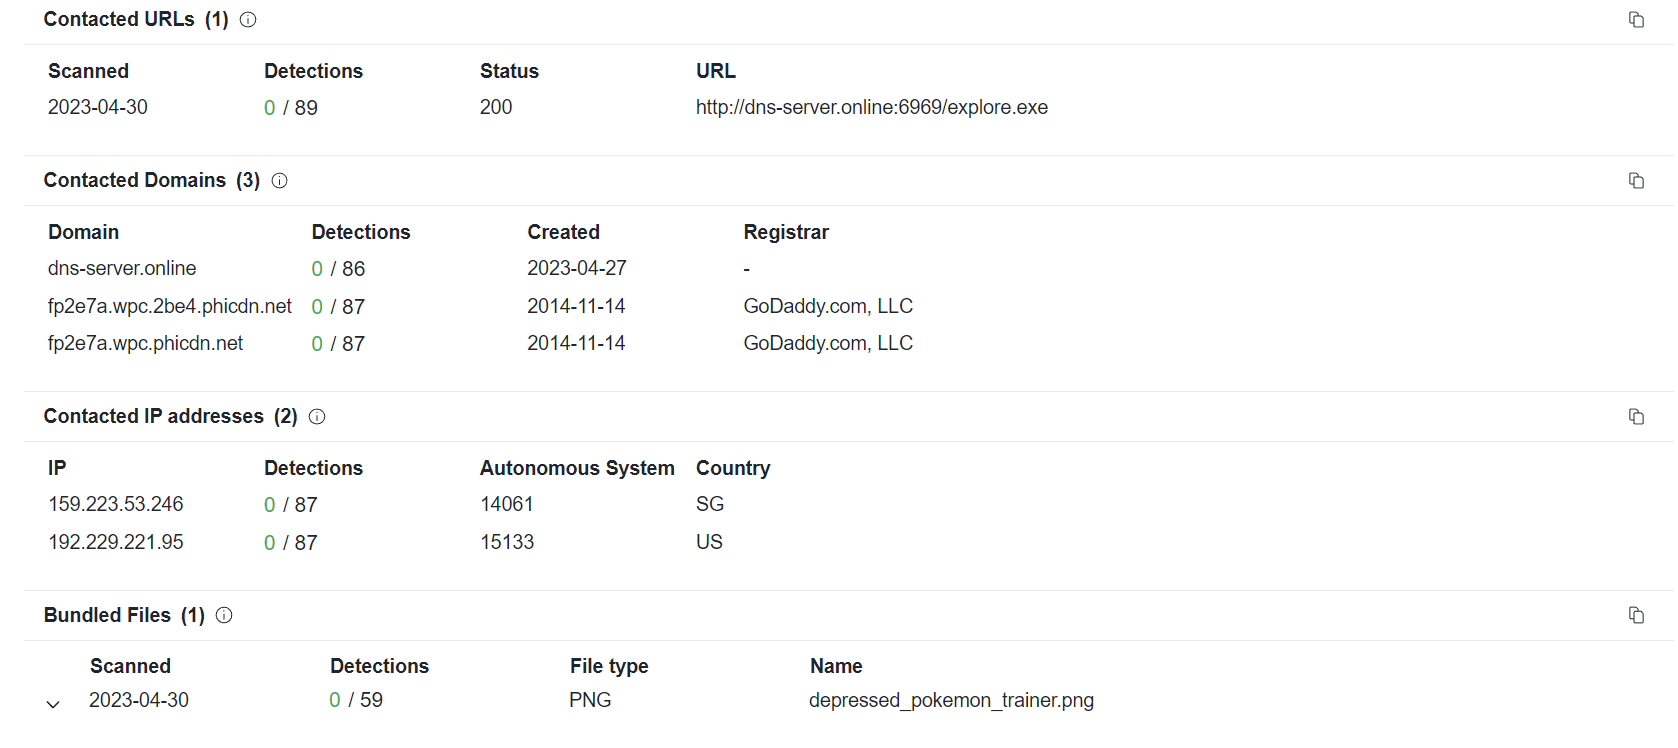 Contacted URLs (1)
Scanned Detections Status URL
2023-04-30 0 / 89 200 http://dns-server.online:6969/explore.exe
Contacted Domains (3)
Domain Detections Created Registrar
dns-server.online 0 / 86 2023-04-27 -
fp2e7a.wpc.2be4.phicdn.net 0 / 87 2014-11-14 GoDaddy.com, LLC
fp2e7a.wpc.phicdn.net 0 / 87 2014-11-14 GoDaddy.com, LLC
Contacted IP addresses (2)
IP Detections Autonomous System Country
159.223.53.246 0 / 87 14061 SG
192.229.221.95 0 / 87 15133 US
Bundled Files (1)
Scanned Detections File type Name
2023-04-30 0 / 59 PNG depressed_pokemon_trainer.png